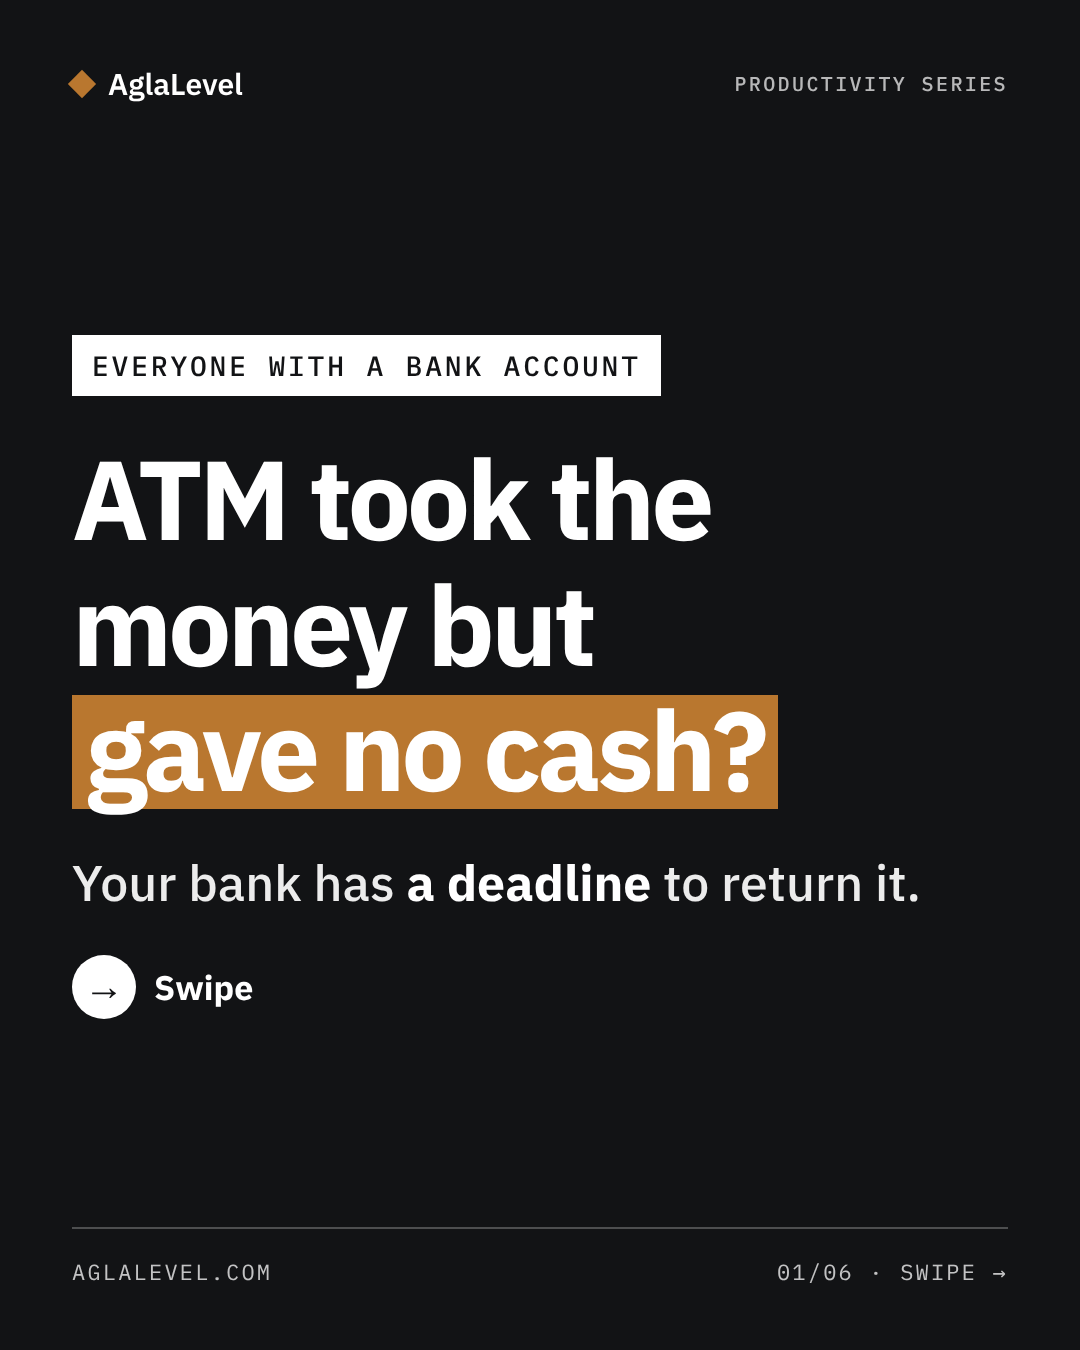 AglaLevel
PRODUCTIVITY SERIES
EVERYONE WITH A BANK ACCOUNT
ATM took the
money but
gave no cash?
Your bank has a deadline to return it.
→ Swipe
AGLALEVEL.COM
01/06 · SWIPE →